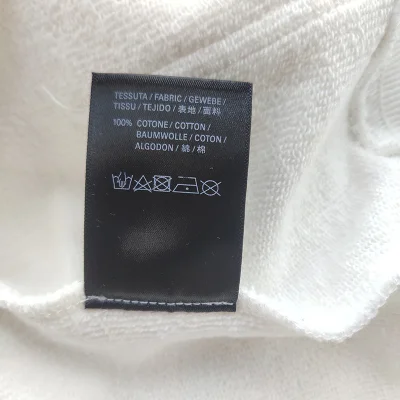 TESSUTA / FABRIC / GEWEBE /
TISSU / TEJIDO / 表地 / 面料
100% COTONE / COTTON /
BAUMWOLLE / COTON /
ALGODON / 綿 / 棉